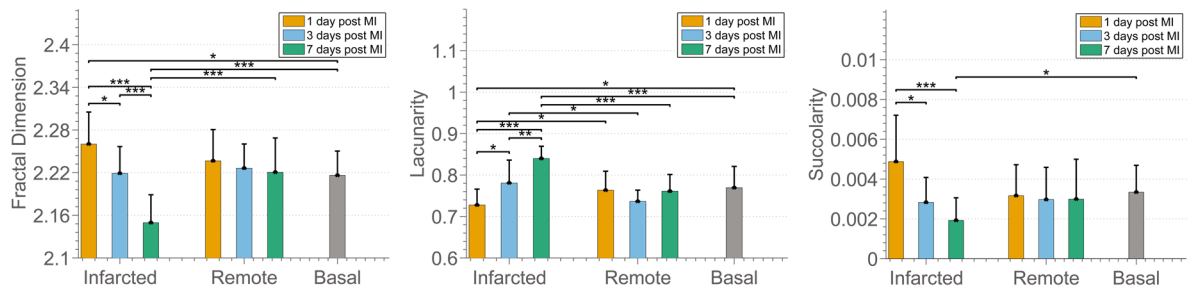 Fractal Dimension
2.4
2.34
2.28
2.22
2.16
2.1
1 day post MI
3 days post MI
7 days post MI
*
***
***
***
***
*
Infarcted
Remote
Basal
Lacunarity
1.1
1
0.9
0.8
0.7
0.6
1 day post MI
3 days post MI
7 days post MI
*
***
***
*
*
***
**
*
Infarcted
Remote
Basal
Succolarity
0.01
0.008
0.006
0.004
0.002
0
1 day post MI
3 days post MI
7 days post MI
*
***
*
Infarcted
Remote
Basal